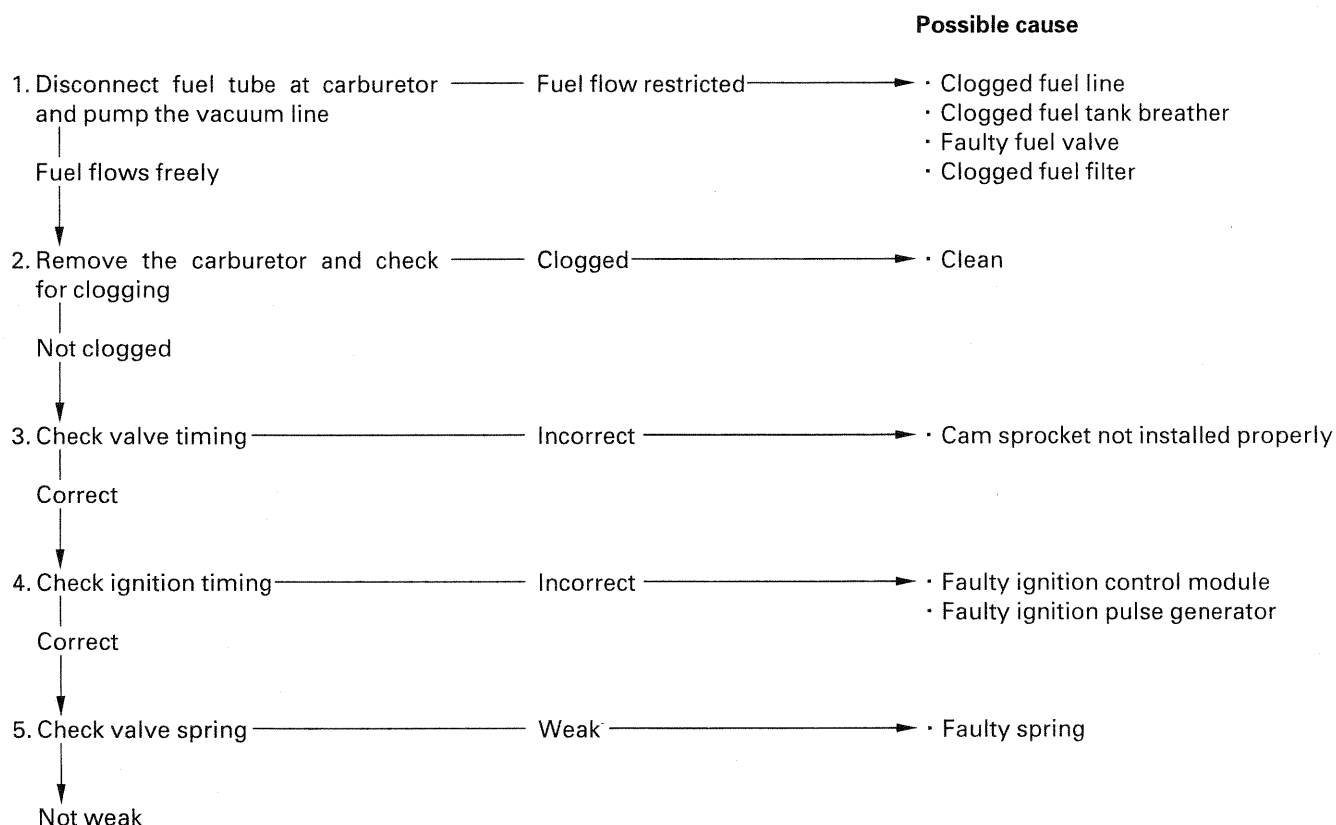 Possible cause
1. Disconnect fuel tube at carburetor Fuel flow restricted · Clogged fuel line
and pump the vacuum line · Clogged fuel tank breather
· Faulty fuel valve
Fuel flows freely · Clogged fuel filter
2. Remove the carburetor and check Clogged · Clean
for clogging
Not clogged
3. Check valve timing Incorrect · Cam sprocket not installed properly
Correct
4. Check ignition timing Incorrect · Faulty ignition control module
· Faulty ignition pulse generator
Correct
5. Check valve spring Weak · Faulty spring
Not weak